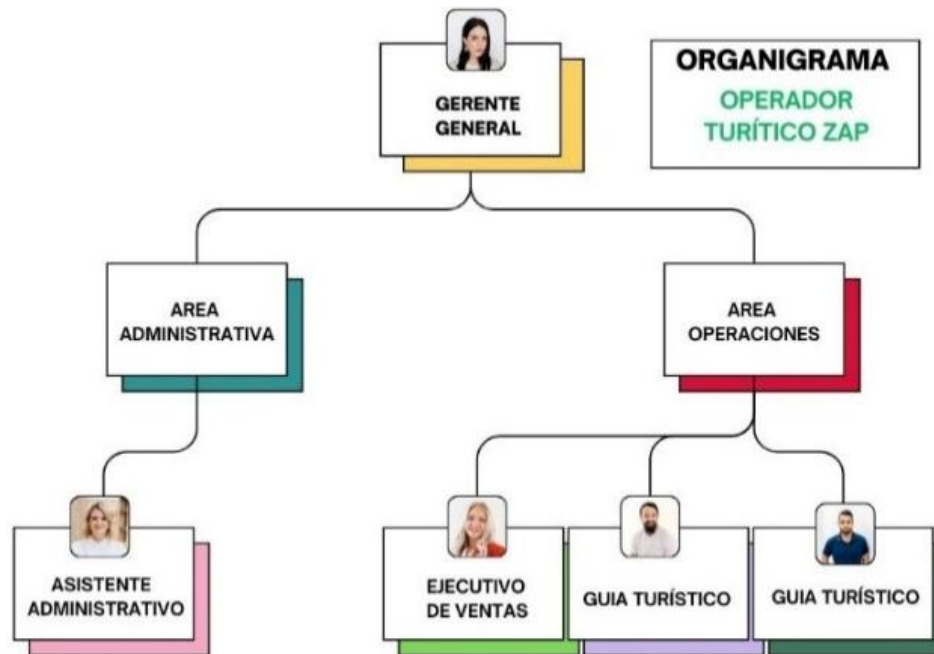 ORGANIGRAMA
OPERADOR
TURÍTICO ZAP
GERENTE
GENERAL
AREA
ADMINISTRATIVA
AREA
OPERACIONES
ASISTENTE
ADMINISTRATIVO
EJECUTIVO
DE VENTAS
GUIA TURÍSTICO
GUIA TURÍSTICO